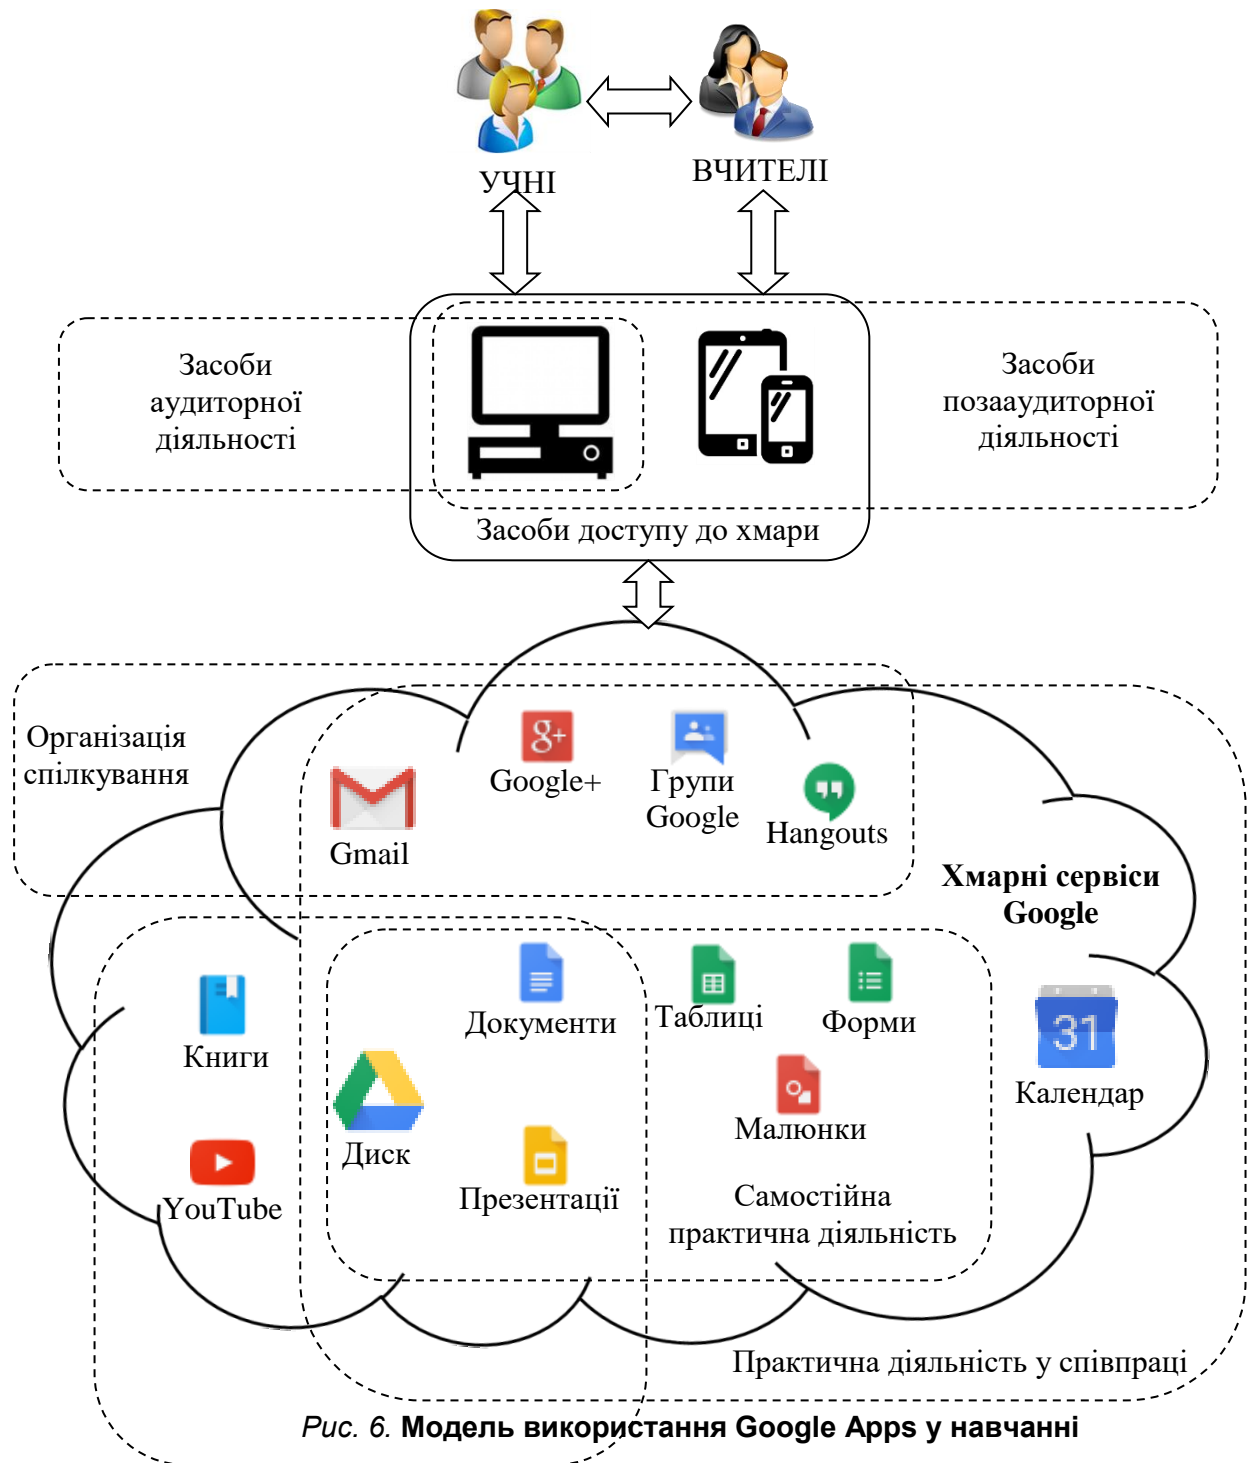 УЧНІ
ВЧИТЕЛІ
Засоби
аудиторної
діяльності
Засоби
позааудиторної
діяльності
Засоби доступу до хмари
Організація
спілкування
Gmail
g+
Google+
Групи
Google
Hangouts
Хмарні сервіси
Google
Книги
YouTube
Документи
Диск
Презентації
Таблиці
Форми
Малюнки
31
Календар
Самостійна
практична діяльність
Практична діяльність у співпраці
Рис. 6. Модель використання Google Apps у навчанні